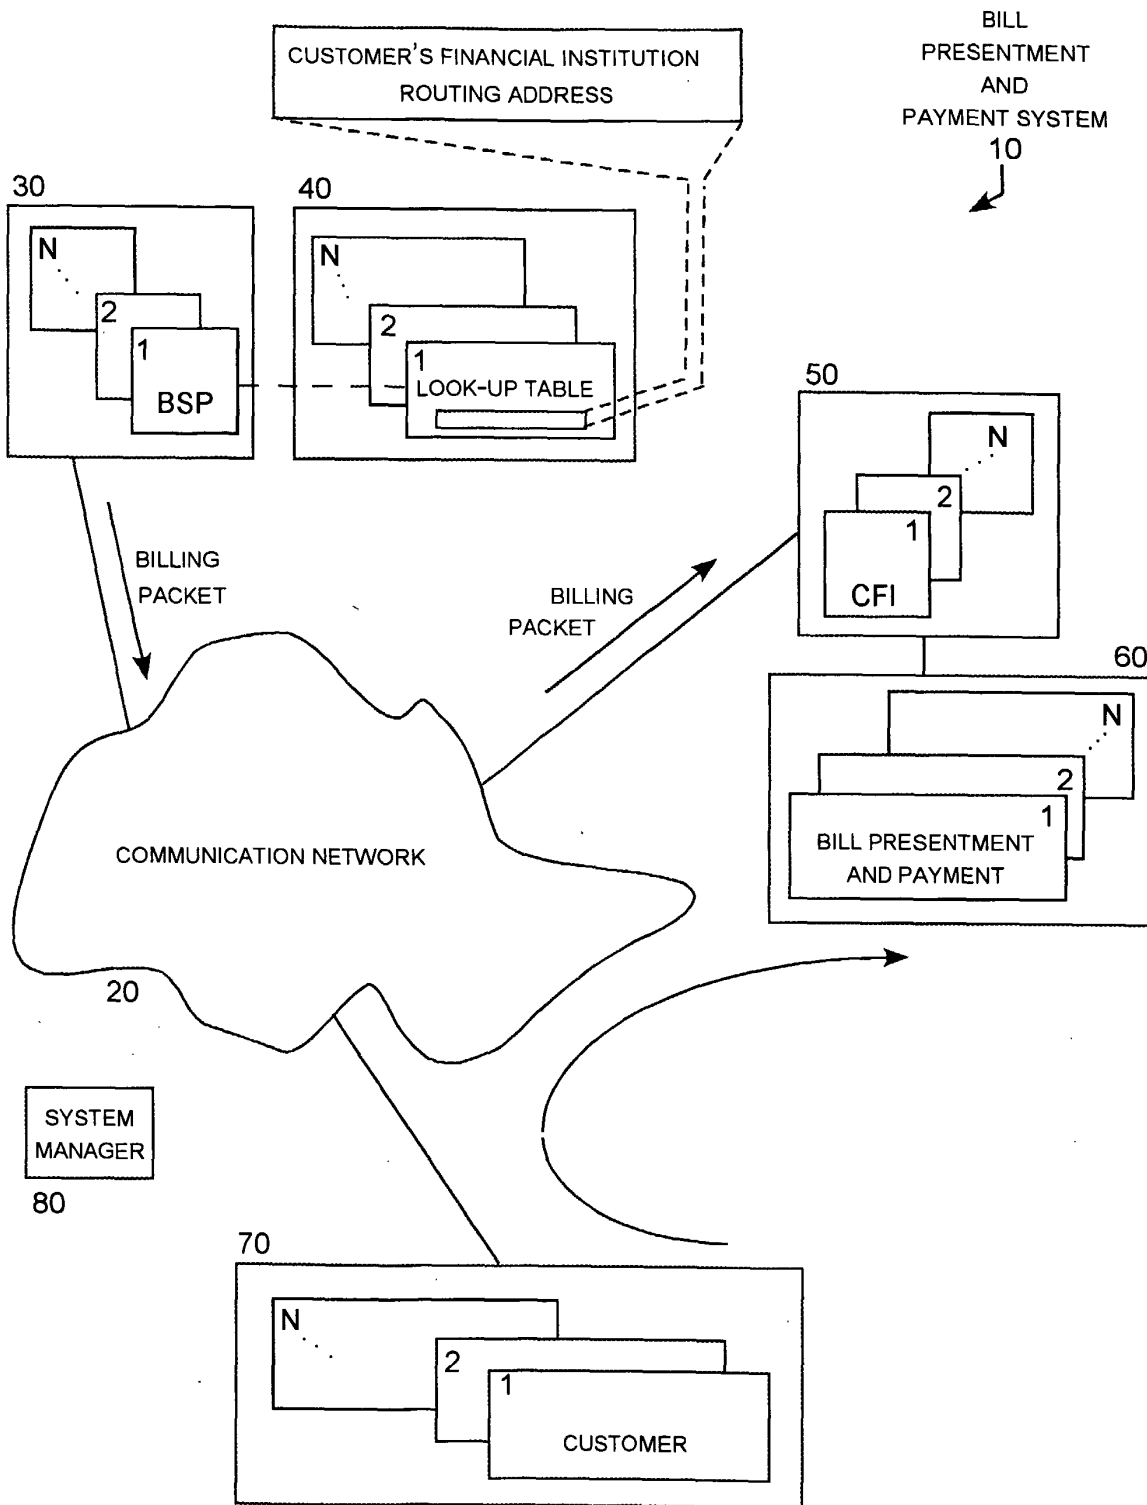 BILL
PRESENTMENT
AND
PAYMENT SYSTEM
10
CUSTOMER'S FINANCIAL INSTITUTION
ROUTING ADDRESS
30
N
2
1
BSP
40
N
2
1
LOOK-UP TABLE
50
N
2
1
CFI
BILLING
PACKET
BILLING
PACKET
60
N
2
1
BILL PRESENTMENT
AND PAYMENT
COMMUNICATION NETWORK
20
SYSTEM
MANAGER
80
70
N
2
1
CUSTOMER